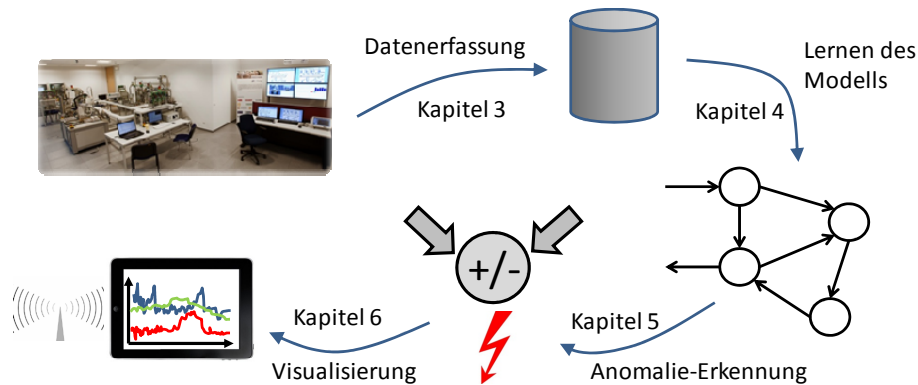 Datenerfassung
Kapitel 3
Lernen des
Modells
Kapitel 4
+/-
Kapitel 5
Anomalie-Erkennung
Kapitel 6
Visualisierung